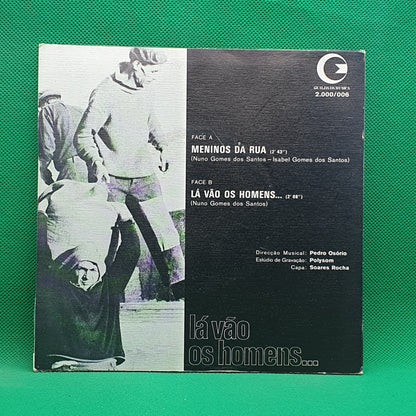 GUILDA DA MUSICA
2.000/006
FACE A
MENINOS DA RUA (2'43")
(Nuno Gomes dos Santos – Isabel Gomes dos Santos)
FACE B
LÁ VÃO OS HOMENS... (2'08")
(Nuno Gomes dos Santos)
Direcção Musical: Pedro Osório
Estúdio de Gravação: Polysom
Capa: Soares Rocha
lá vão
os homens...